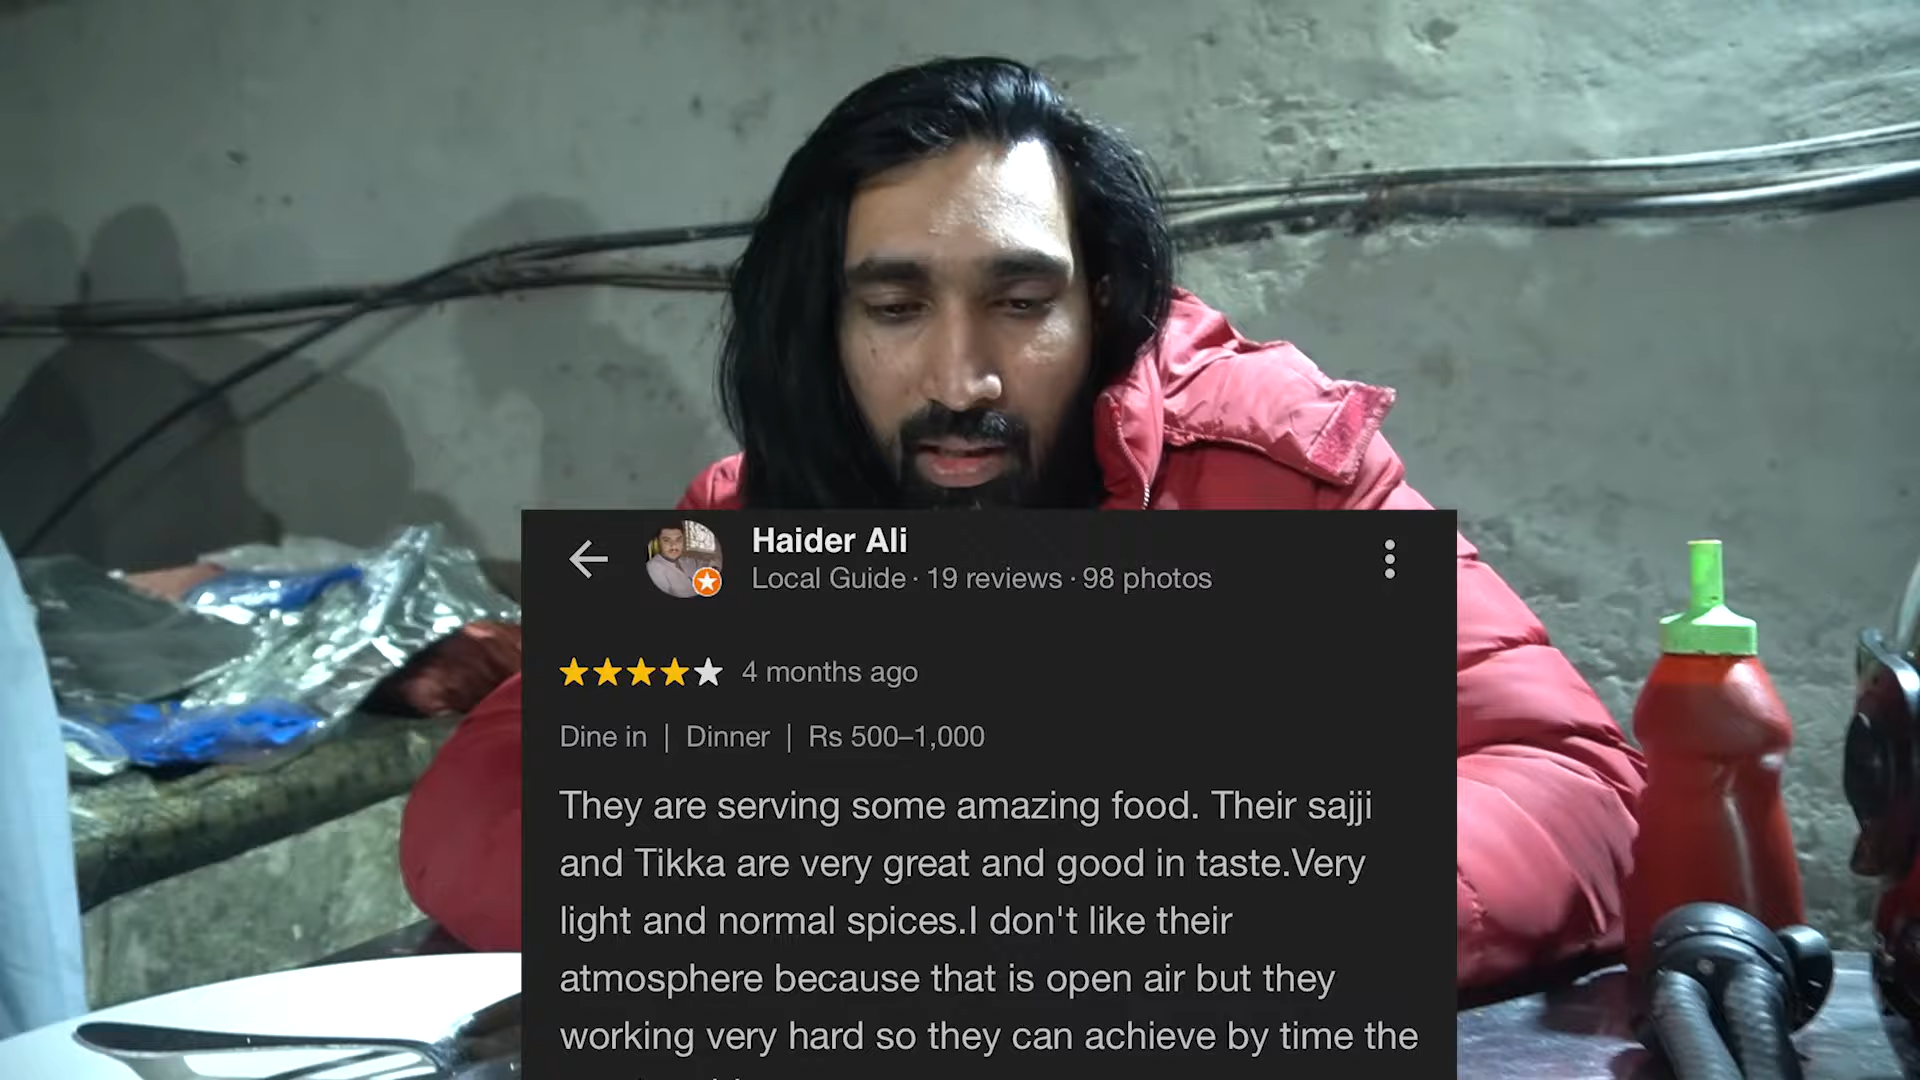 Haider Ali
Local Guide · 19 reviews · 98 photos
4 months ago
Dine in | Dinner | Rs 500–1,000
They are serving some amazing food. Their sajji
and Tikka are very great and good in taste.Very
light and normal spices.I don't like their
atmosphere because that is open air but they
working very hard so they can achieve by time the